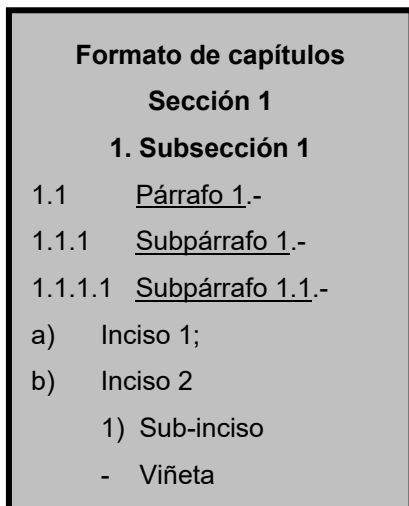 Formato de capítulos
Sección 1
1. Subsección 1
1.1 Párrafo 1.-
1.1.1 Subpárrafo 1.-
1.1.1.1 Subpárrafo 1.1.-
a) Inciso 1;
b) Inciso 2
1) Sub-inciso
- Viñeta